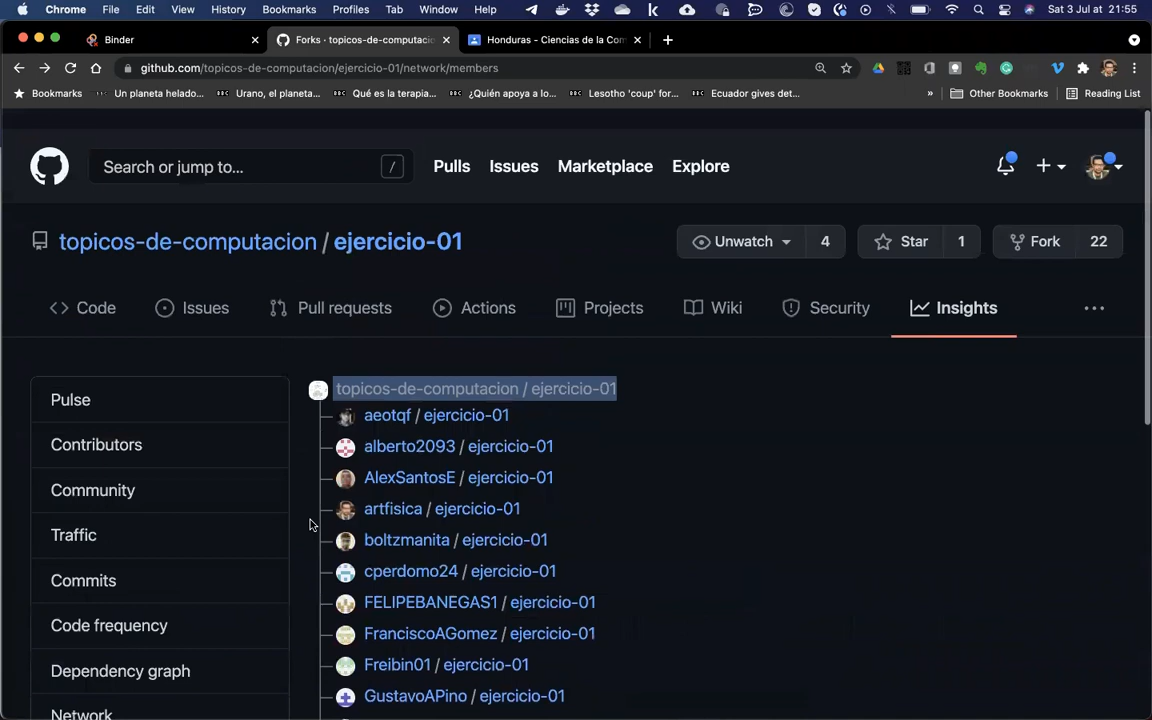 Chrome File Edit View History Bookmarks Profiles Tab Window Help Sat 3 Jul at 21:55
Binder
Forks · topicos-de-computacio
Honduras - Ciencias de la Com
github.com/topicos-de-computacion/ejercicio-01/network/members
Bookmarks Un planeta helado... Urano, el planeta... Qué es la terapia... ¿Quién apoya a lo... Lesotho 'coup' for... Ecuador gives det... » Other Bookmarks Reading List
Search or jump to... / Pulls Issues Marketplace Explore
topicos-de-computacion / ejercicio-01 Unwatch 4 Star 1 Fork 22
Code Issues Pull requests Actions Projects Wiki Security Insights
Pulse
Contributors
Community
Traffic
Commits
Code frequency
Dependency graph
Network
topicos-de-computacion / ejercicio-01
aeotqf / ejercicio-01
alberto2093 / ejercicio-01
AlexSantosE / ejercicio-01
artfisica / ejercicio-01
boltzmanita / ejercicio-01
cperdomo24 / ejercicio-01
FELIPEBANEGAS1 / ejercicio-01
FranciscoAGomez / ejercicio-01
Freibin01 / ejercicio-01
GustavoAPino / ejercicio-01